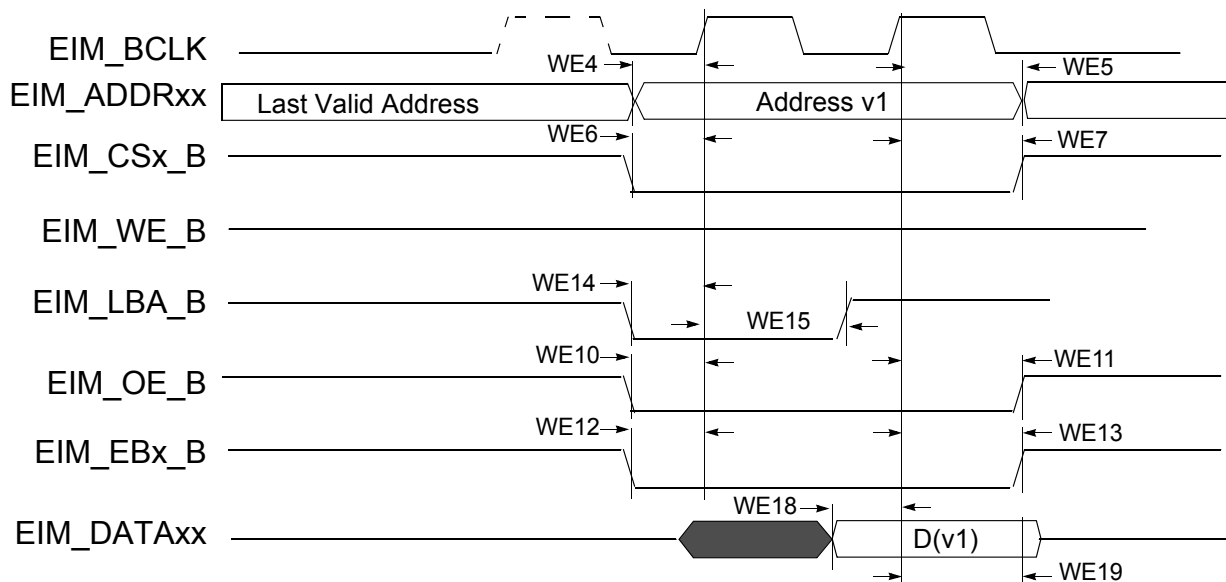 EIM_BCLK
WE4
WE5
EIM_ADDRxx
Last Valid Address
Address v1
WE6
WE7
EIM_CSx_B
EIM_WE_B
WE14
EIM_LBA_B
WE15
WE10
WE11
EIM_OE_B
WE12
WE13
EIM_EBx_B
WE18
EIM_DATAxx
D(v1)
WE19